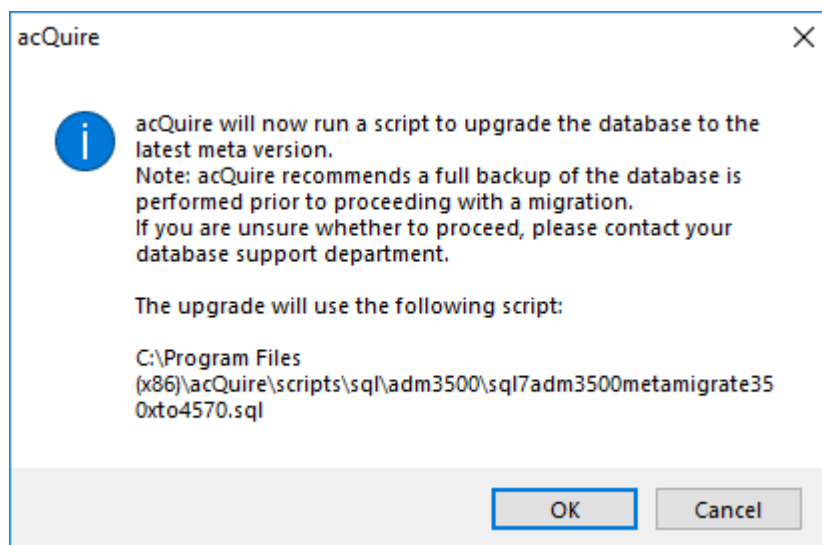 acQuire
acQuire will now run a script to upgrade the database to the
latest meta version.
Note: acQuire recommends a full backup of the database is
performed prior to proceeding with a migration.
If you are unsure whether to proceed, please contact your
database support department.
The upgrade will use the following script:
C:\Program Files
(x86)\acQuire\scripts\sql\adm3500\sql7adm3500metamigrate35
0xto4570.sql
OK
Cancel